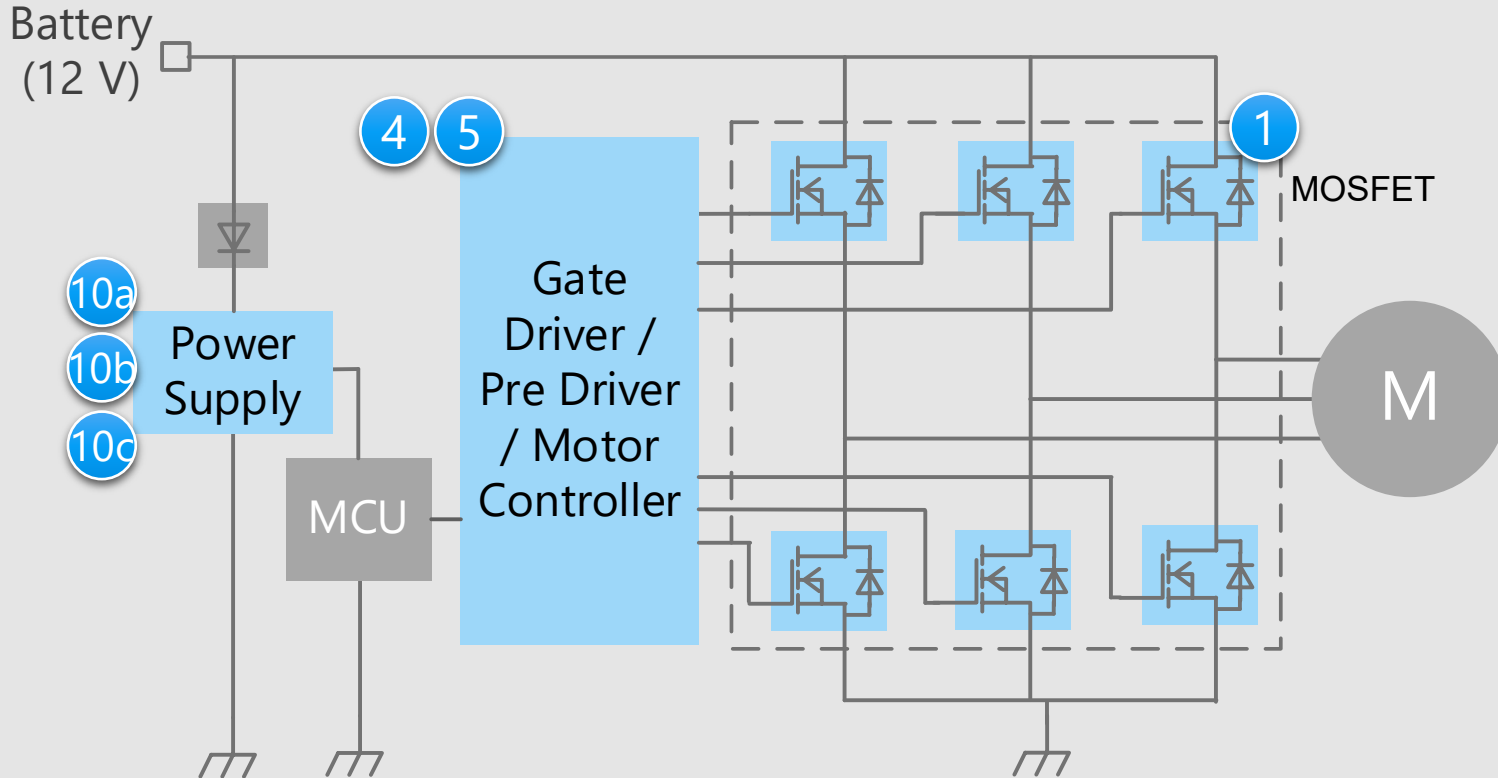 Battery
(12 V)
4
5
1
MOSFET
Gate
Driver /
Pre Driver
/ Motor
Controller
10a
10b
10c
Power
Supply
MCU
M